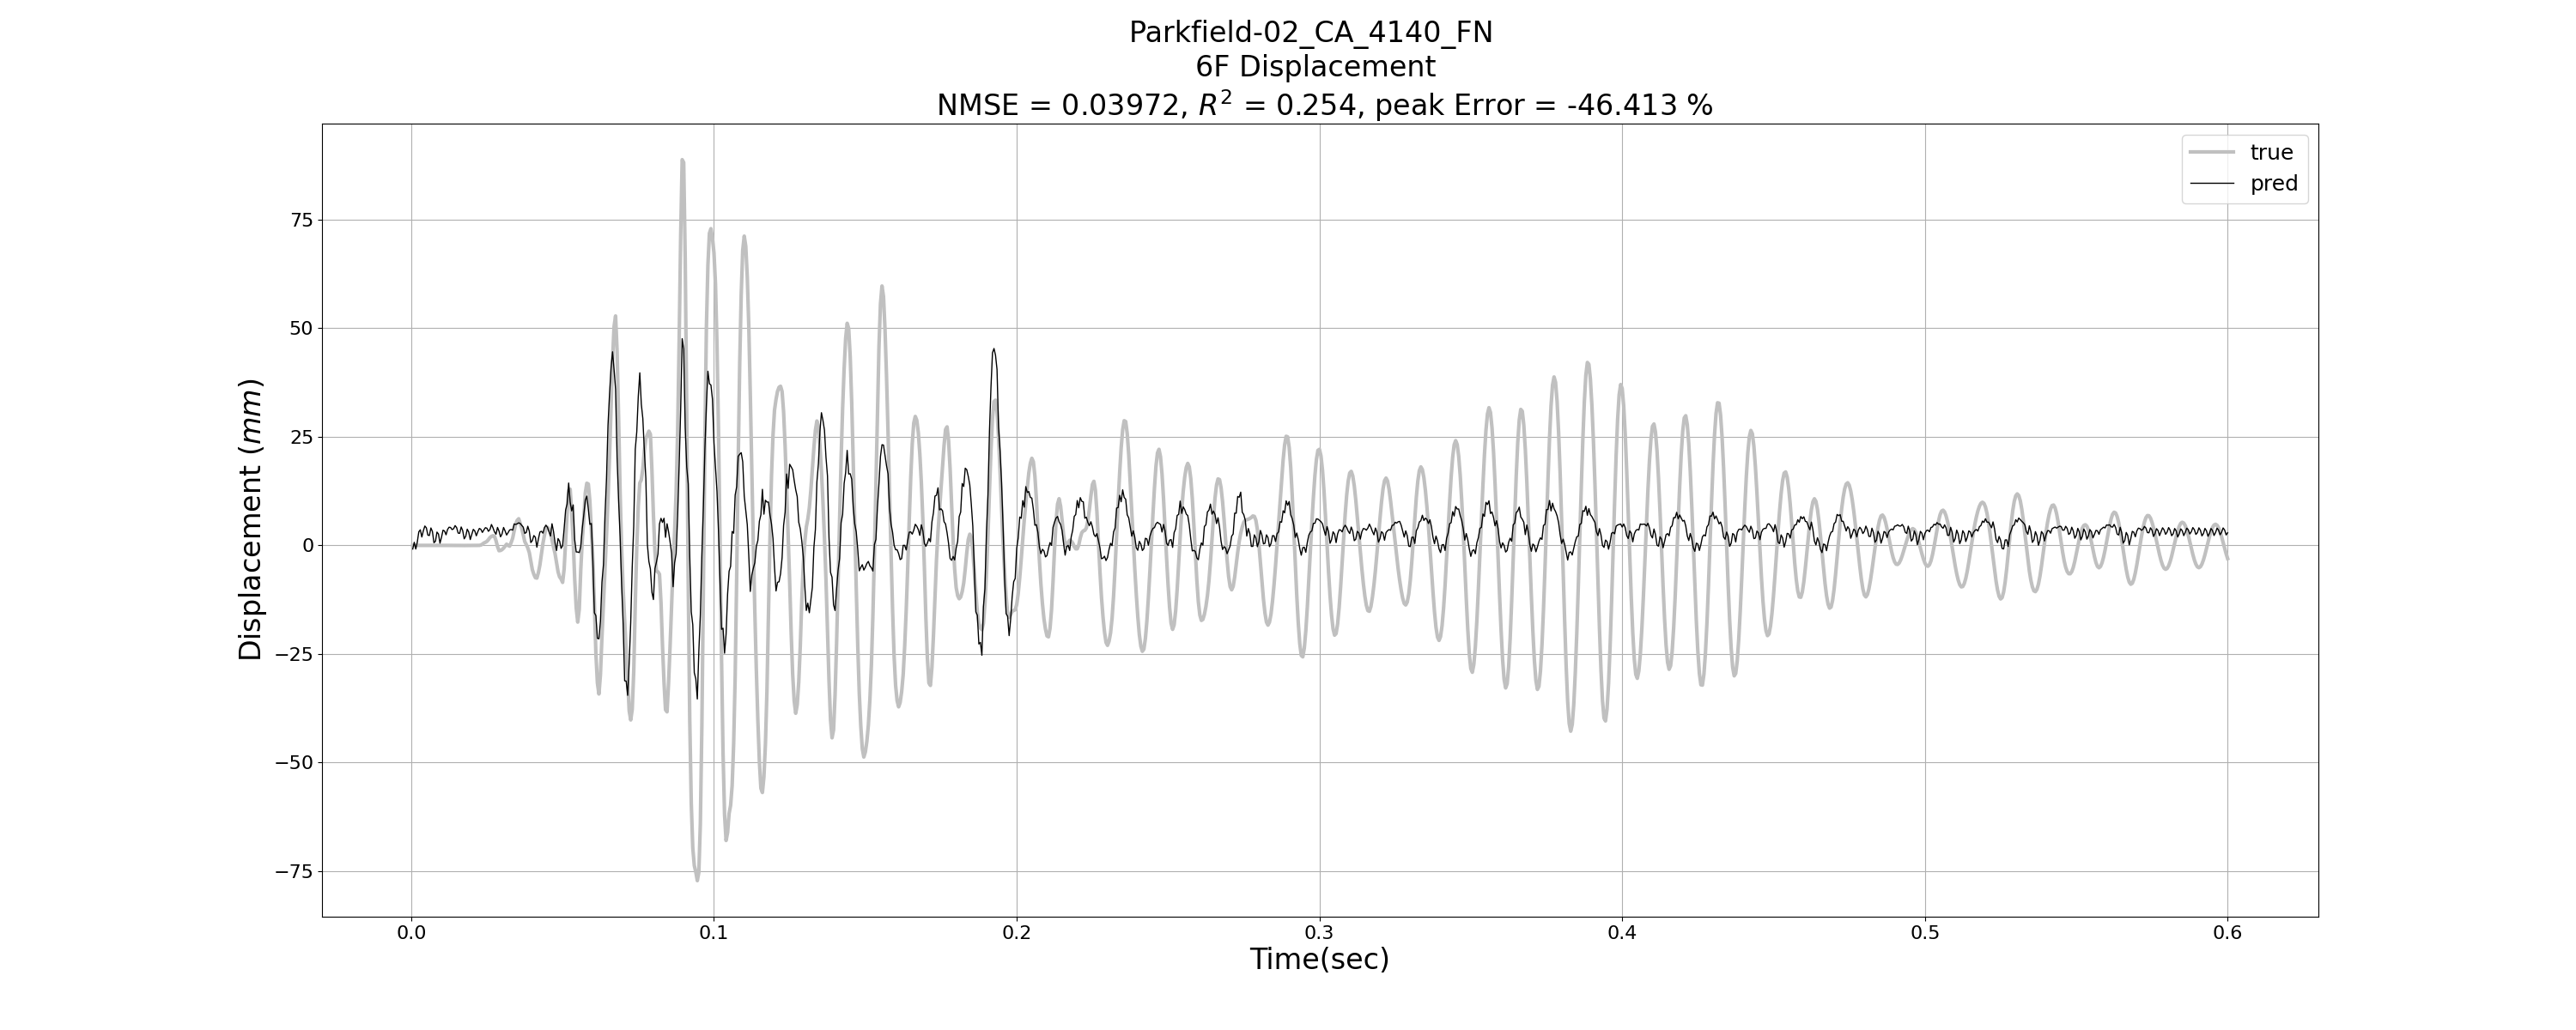 Parkfield-02_CA_4140_FN
6F Displacement
NMSE = 0.03972, R² = 0.254, peak Error = -46.413 %
true
pred
75
50
25
0
−25
−50
−75
Displacement (mm)
0.0 0.1 0.2 0.3 0.4 0.5 0.6
Time(sec)